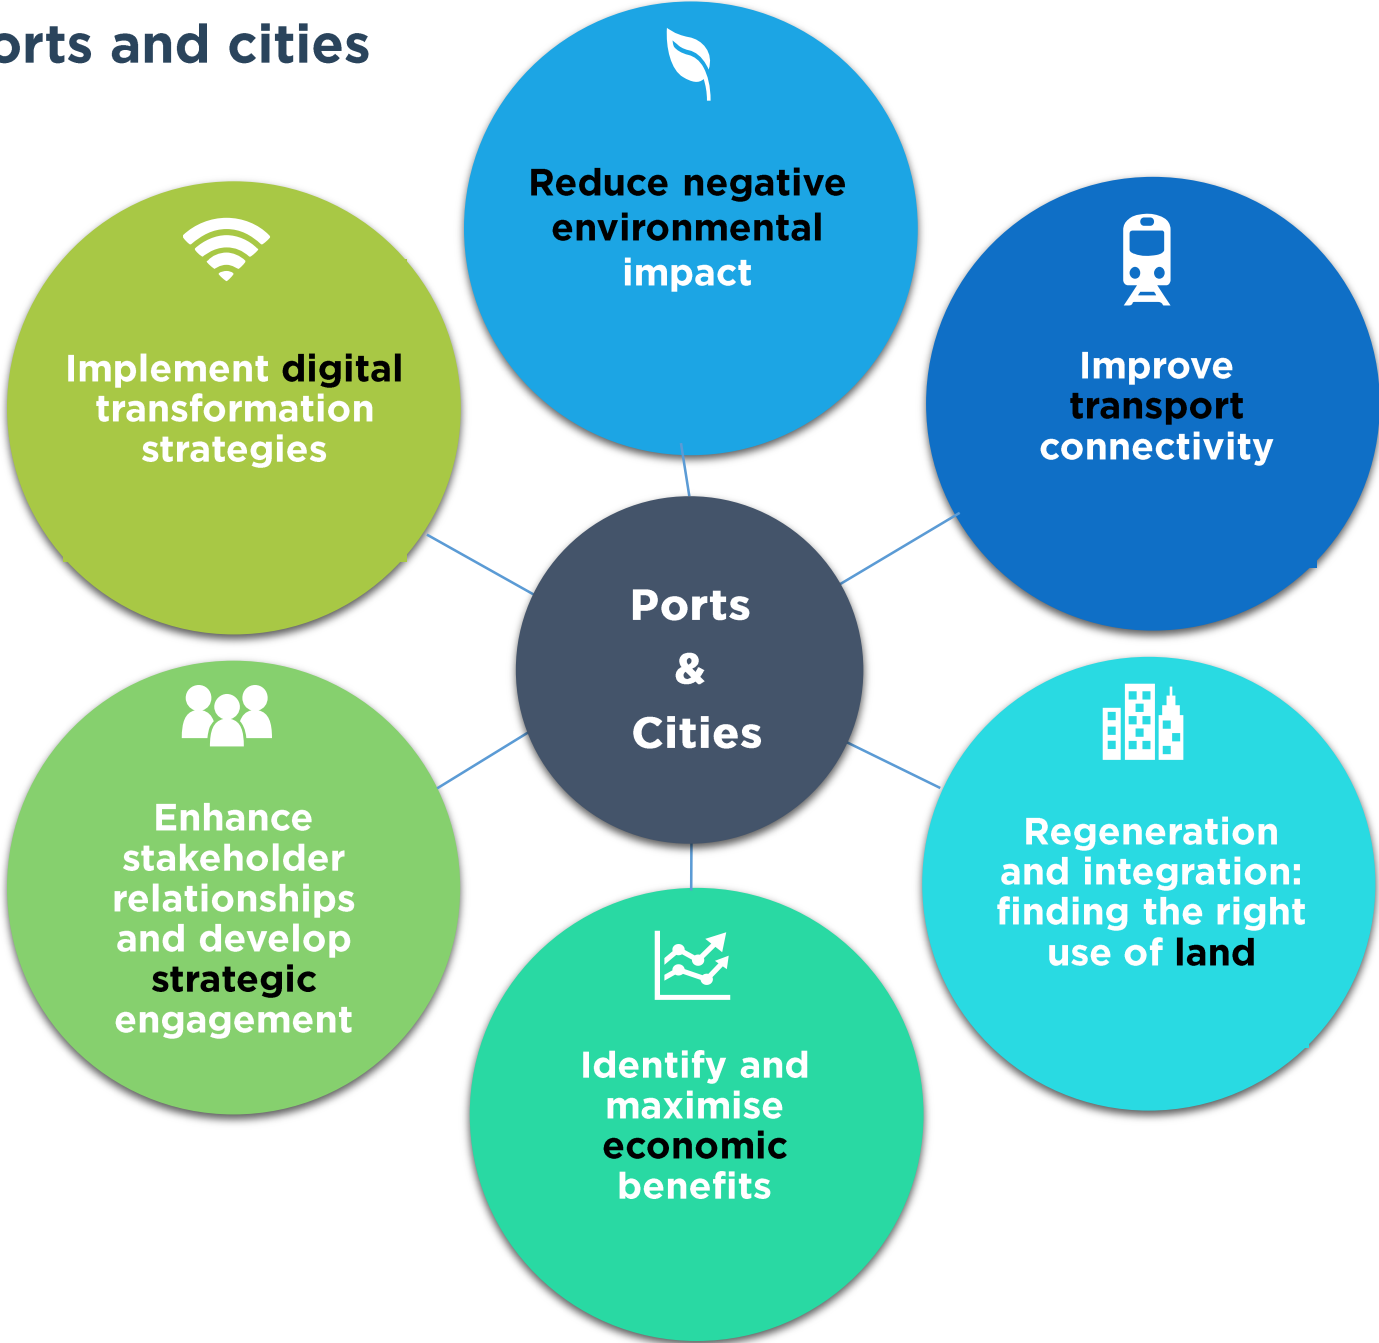 orts and cities
Reduce negative
environmental
impact
Implement digital
transformation
strategies
Improve
transport
connectivity
Ports
&
Cities
Enhance
stakeholder
relationships
and develop
strategic
engagement
Regeneration
and integration:
finding the right
use of land
Identify and
maximise
economic
benefits